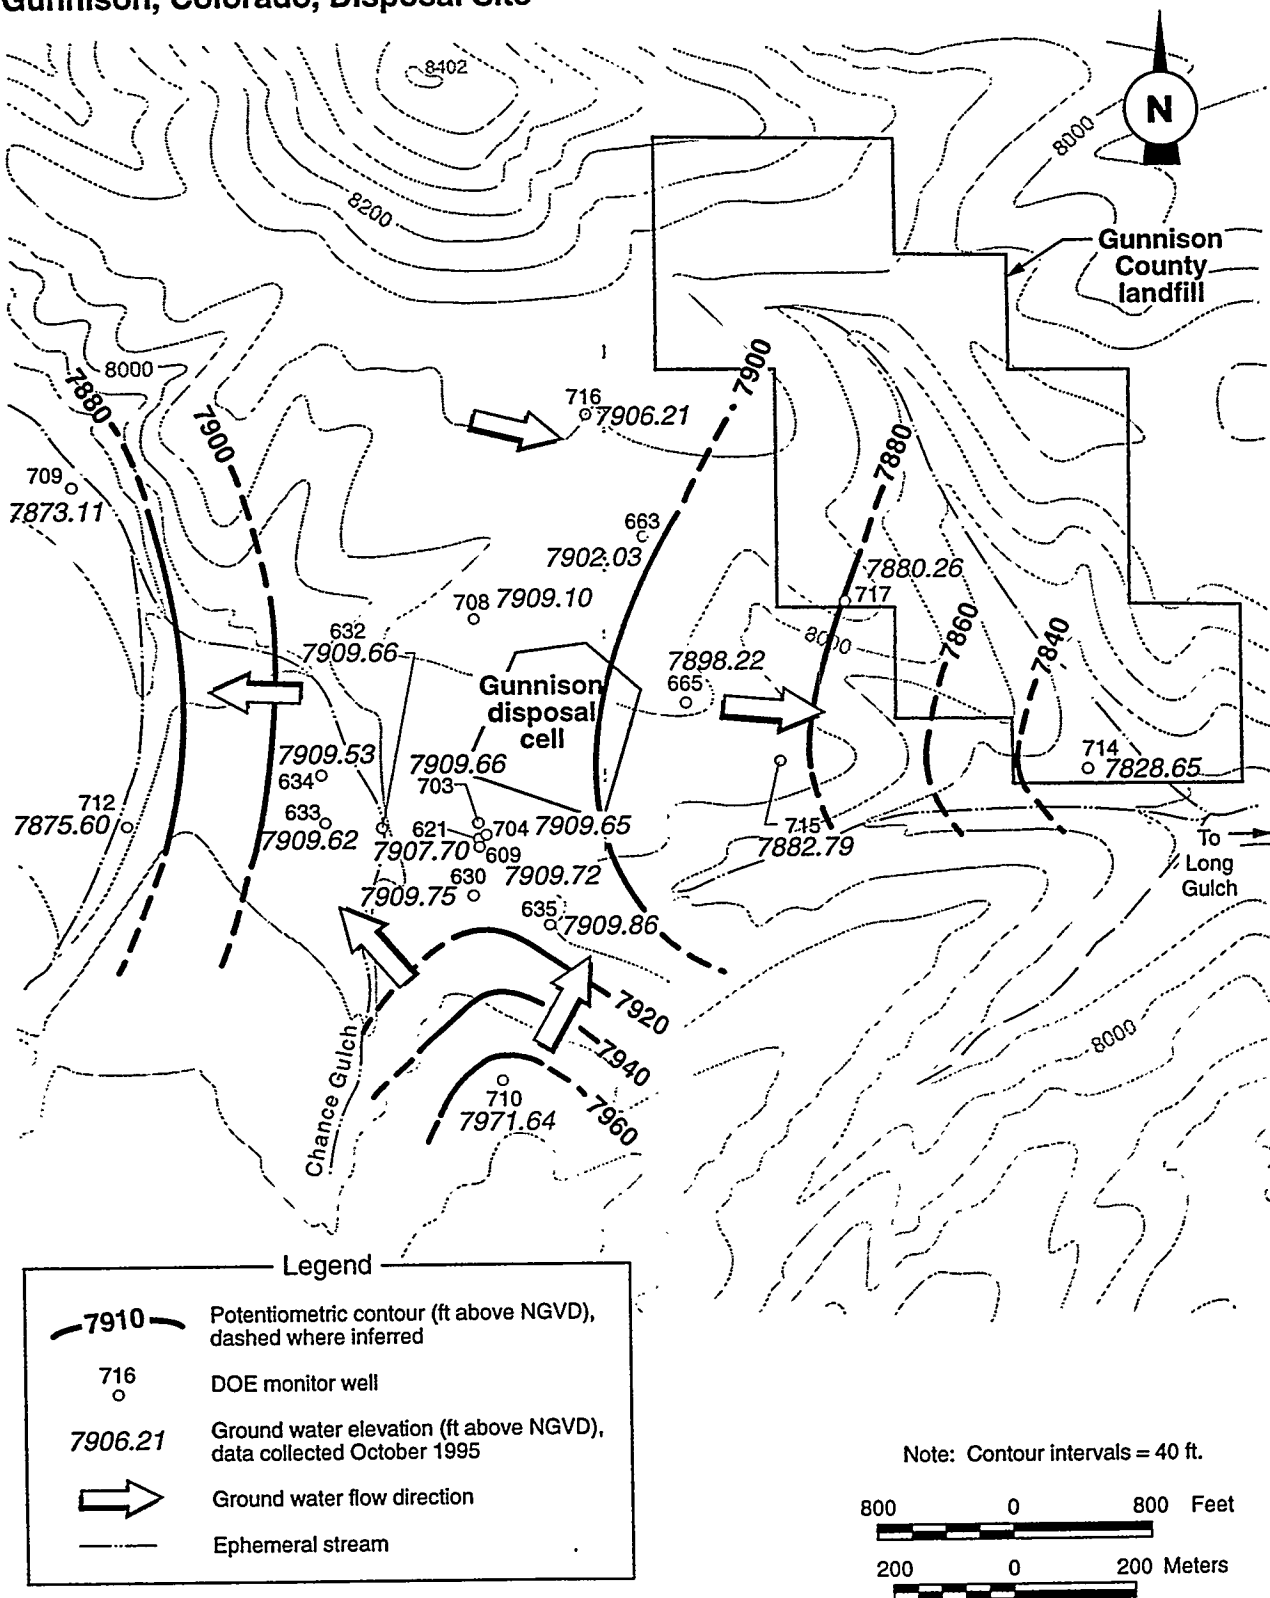 Gunnison, Colorado, Disposal Site
8402
N
8000
8200
Gunnison
County
landfill
8000
7880
7900
7900
716
7906.21
7880
709
7873.11
663
7902.03
7880.26
717
708 7909.10
7860
7840
632
7909.66
8000
7898.22
665
Gunnison
disposal
cell
7909.53
634
7909.66
703
714
7828.65
712
7875.60
633
7909.62
621
704 7909.65
7907.70
609
715
7882.79
To
Long
Gulch
7909.72
630
7909.75
635
7909.86
7920
7940
7960
8000
Chance Gulch
710
7971.64
Legend
7910
Potentiometric contour (ft above NGVD),
dashed where inferred
716
DOE monitor well
7906.21
Ground water elevation (ft above NGVD),
data collected October 1995
Ground water flow direction
Ephemeral stream
Note: Contour intervals = 40 ft.
800 0 800 Feet
200 0 200 Meters